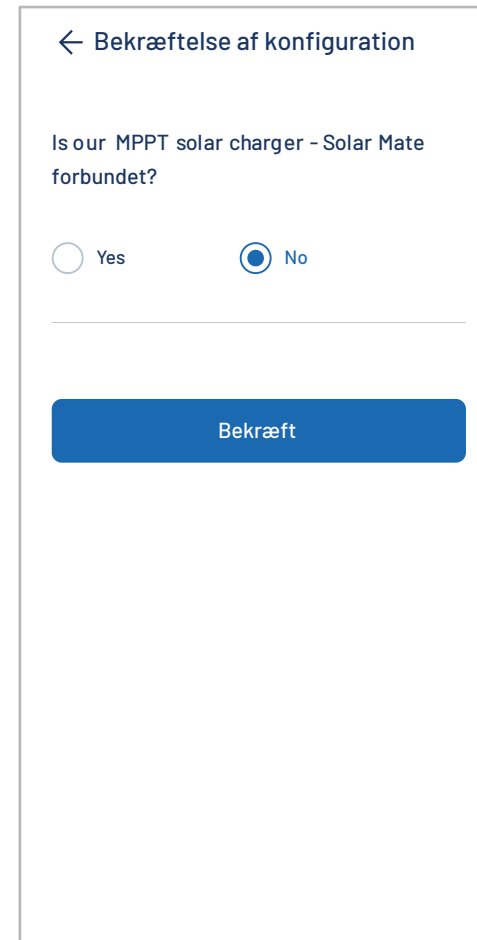 ← Bekræftelse af konfiguration
Is our MPPT solar charger - Solar Mate
forbundet?
Yes No
Bekræft